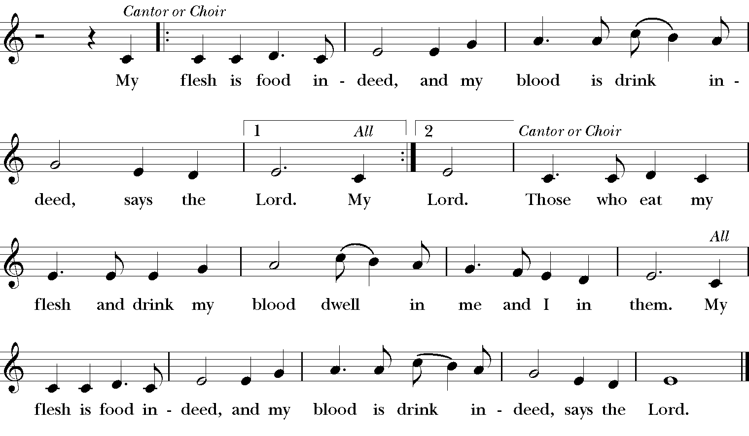 Cantor or Choir
My flesh is food in- deed, and my blood is drink in-
1 All 2 Cantor or Choir
deed, says the Lord. My Lord. Those who eat my
All
flesh and drink my blood dwell in me and I in them. My
flesh is food in- deed, and my blood is drink in- deed, says the Lord.